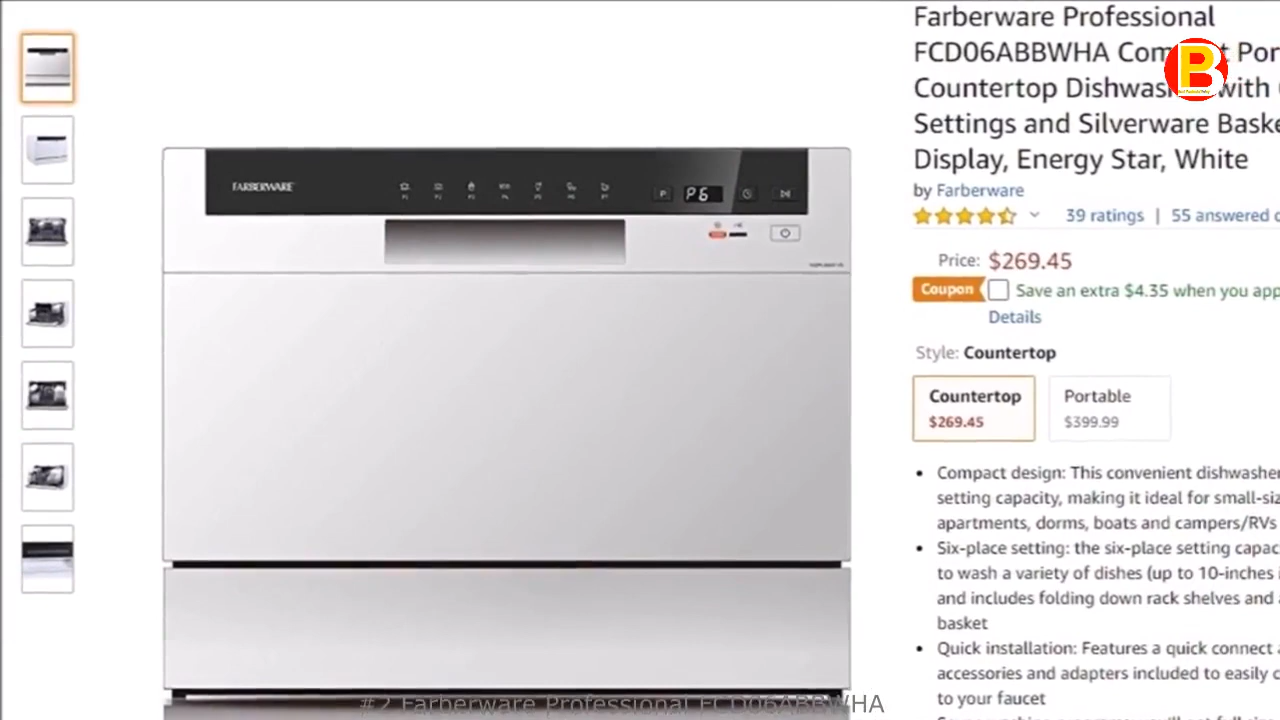 Farberware Professional
FCD06ABBWHA Com t Por
Countertop Dishwas with
Settings and Silverware Baske
Display, Energy Star, White
by Farberware
39 ratings | 55 answered
Price: $269.45
Coupon Save an extra $4.35 when you app
Details
Style: Countertop
Countertop
$269.45
Portable
$399.99
• Compact design: This convenient dishwasher
setting capacity, making it ideal for small-siz
apartments, dorms, boats and campers/RVs
• Six-place setting: the six-place setting capac
to wash a variety of dishes (up to 10-inches
and includes folding down rack shelves and a
basket
• Quick installation: Features a quick connect a
accessories and adapters included to easily c
to your faucet
FARBERWARE
P
P6
B
#2 Farberware Professional FCD06ABBWHA